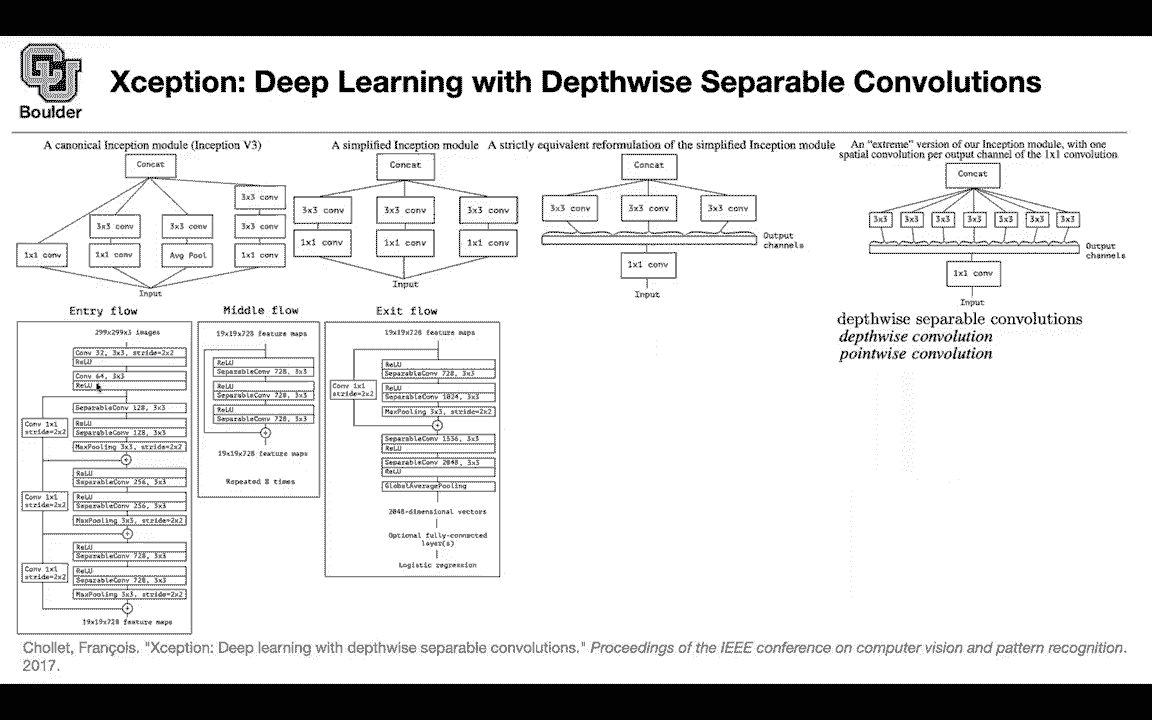 Boulder
Xception: Deep Learning with Depthwise Separable Convolutions
A canonical Inception module (Inception V3)
Concat
3x3 conv
3x3 conv
3x3 conv
3x3 conv
1x1 conv
1x1 conv
Avg Pool
1x1 conv
Input
A simplified Inception module
Concat
3x3 conv
3x3 conv
3x3 conv
1x1 conv
1x1 conv
1x1 conv
Input
A strictly equivalent reformulation of the simplified Inception module
Concat
3x3 conv
3x3 conv
3x3 conv
Output
channels
1x1 conv
Input
An "extreme" version of our Inception module, with one
spatial convolution per output channel of the 1x1 convolution
Concat
3x3
3x3
3x3
3x3
3x3
3x3
3x3
Output
channels
1x1 conv
Input
depthwise separable convolutions
depthwise convolution
pointwise convolution
Entry flow
299x299x3 images
Conv 32, 3x3, stride=2x2
ReLU
Conv 64, 3x3
ReLU
SeparableConv 128, 3x3
Conv 1x1
stride=2x2
ReLU
SeparableConv 128, 3x3
MaxPooling 3x3, stride=2x2
+
ReLU
SeparableConv 256, 3x3
Conv 1x1
stride=2x2
ReLU
SeparableConv 256, 3x3
MaxPooling 3x3, stride=2x2
+
ReLU
SeparableConv 728, 3x3
Conv 1x1
stride=2x2
ReLU
SeparableConv 728, 3x3
MaxPooling 3x3, stride=2x2
+
19x19x728 feature maps
Middle flow
19x19x728 feature maps
ReLU
SeparableConv 728, 3x3
ReLU
SeparableConv 728, 3x3
ReLU
SeparableConv 728, 3x3
+
19x19x728 feature maps
Repeated 8 times
Exit flow
19x19x728 feature maps
ReLU
SeparableConv 728, 3x3
Conv 1x1
stride=2x2
ReLU
SeparableConv 1024, 3x3
MaxPooling 3x3, stride=2x2
+
SeparableConv 1536, 3x3
ReLU
SeparableConv 2048, 3x3
ReLU
GlobalAveragePooling
2048-dimensional vectors
Optional fully-connected
layer(s)
Logistic regression
Chollet, François. "Xception: Deep learning with depthwise separable convolutions." Proceedings of the IEEE conference on computer vision and pattern recognition.
2017.